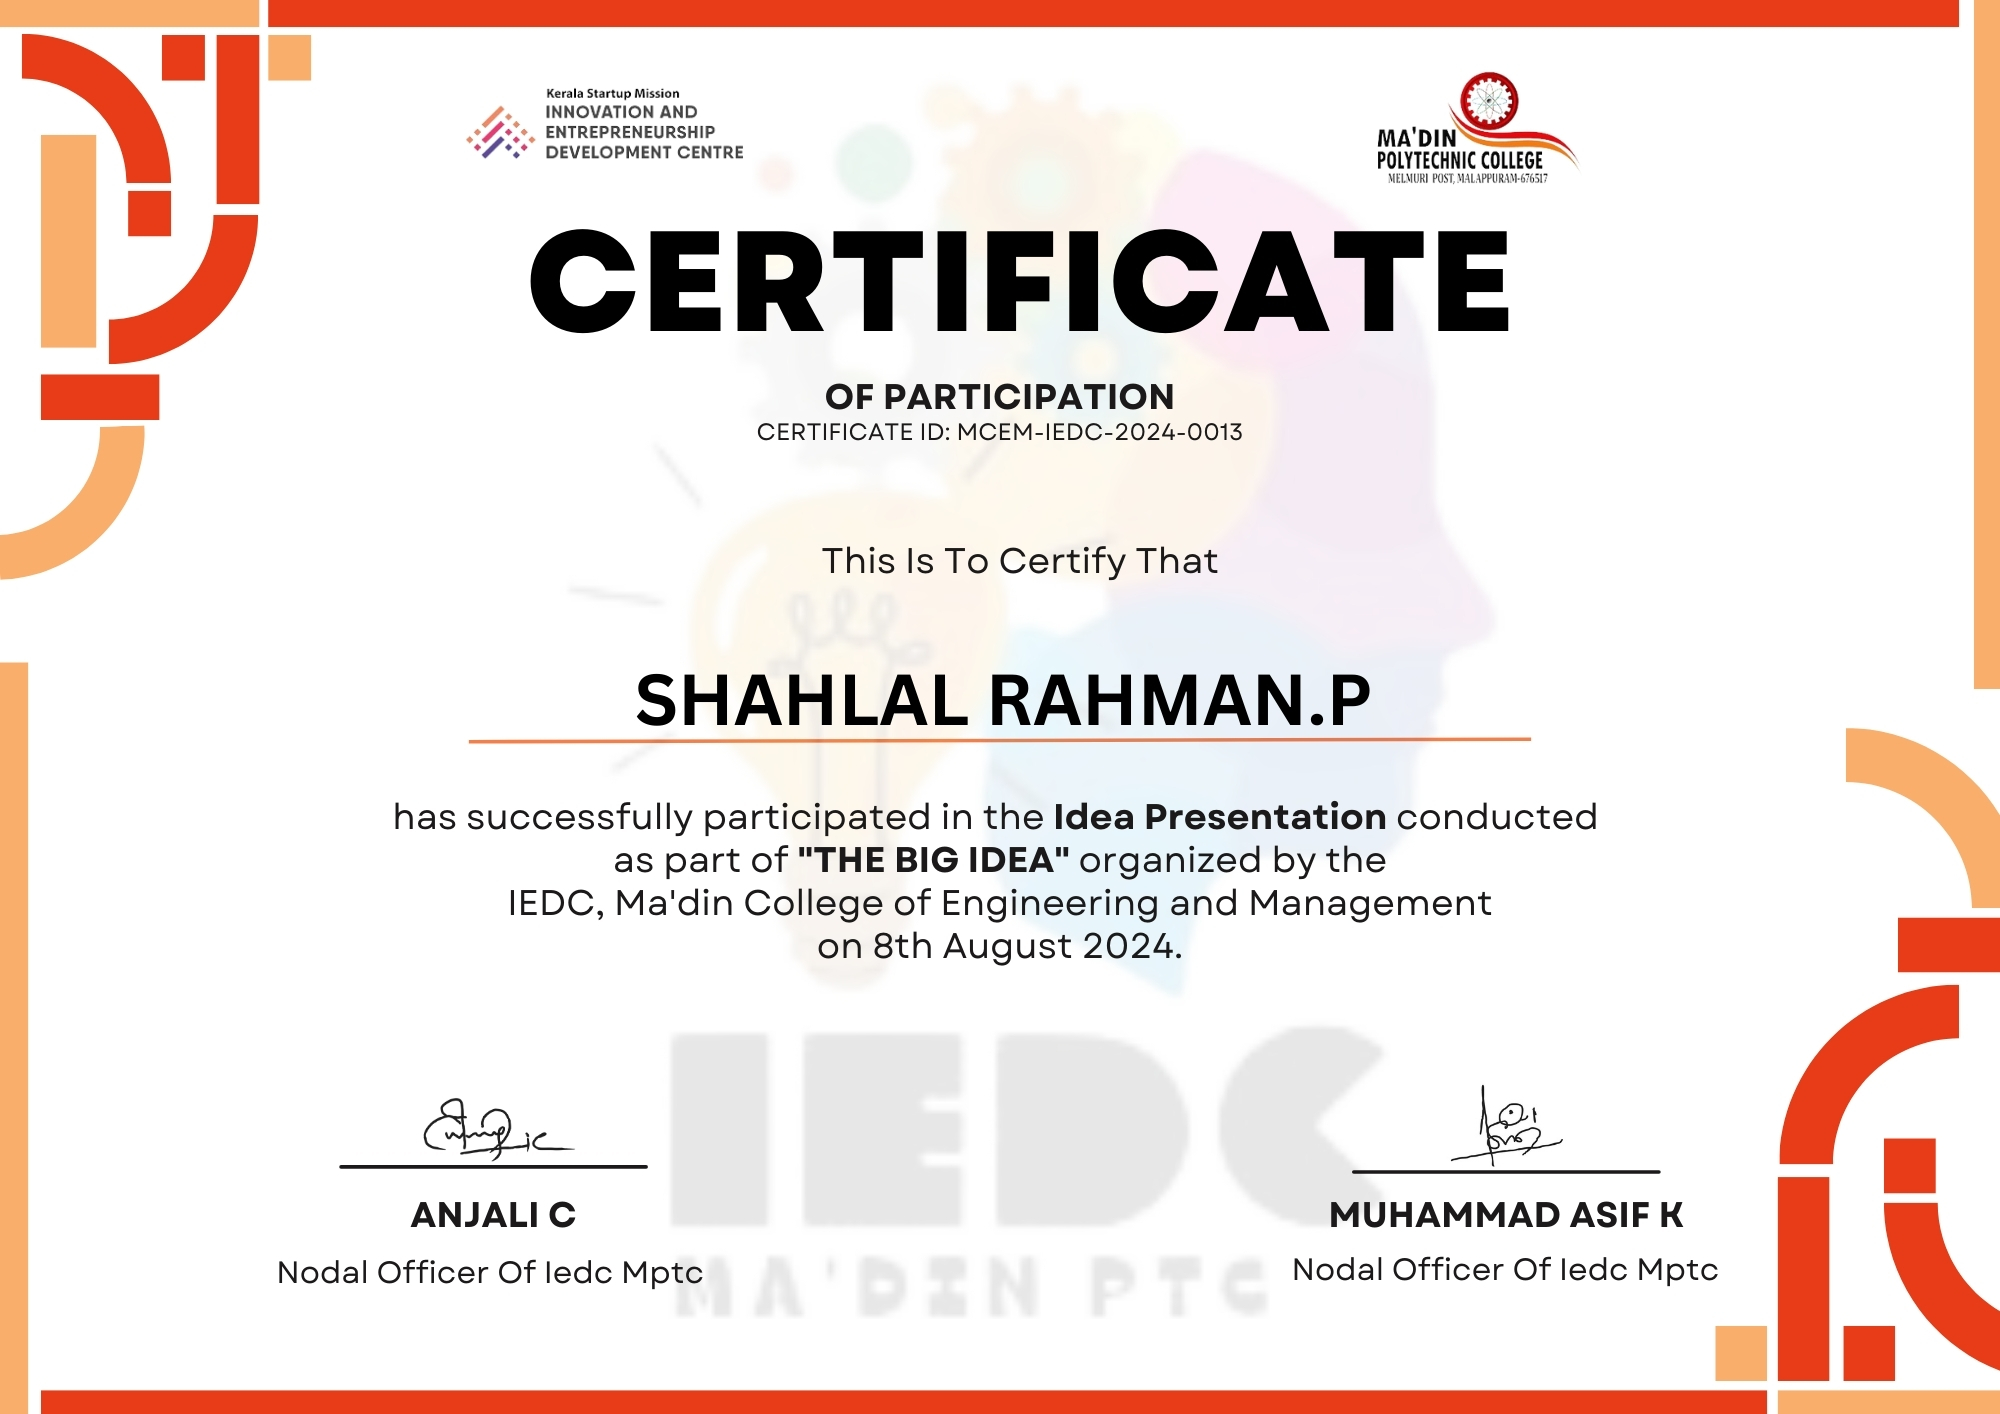 Kerala Startup Mission
INNOVATION AND
ENTREPRENEURSHIP
DEVELOPMENT CENTRE
MA'DIN
POLYTECHNIC COLLEGE
MELMURI POST, MALAPPURAM-676517
CERTIFICATE
OF PARTICIPATION
CERTIFICATE ID: MCEM-IEDC-2024-0013
This Is To Certify That
SHAHLAL RAHMAN.P
has successfully participated in the Idea Presentation conducted
as part of "THE BIG IDEA" organized by the
IEDC, Ma'din College of Engineering and Management
on 8th August 2024.
IEDC
MA'DIN PTC
ANJALI C
Nodal Officer Of Iedc Mptc
MUHAMMAD ASIF K
Nodal Officer Of Iedc Mptc